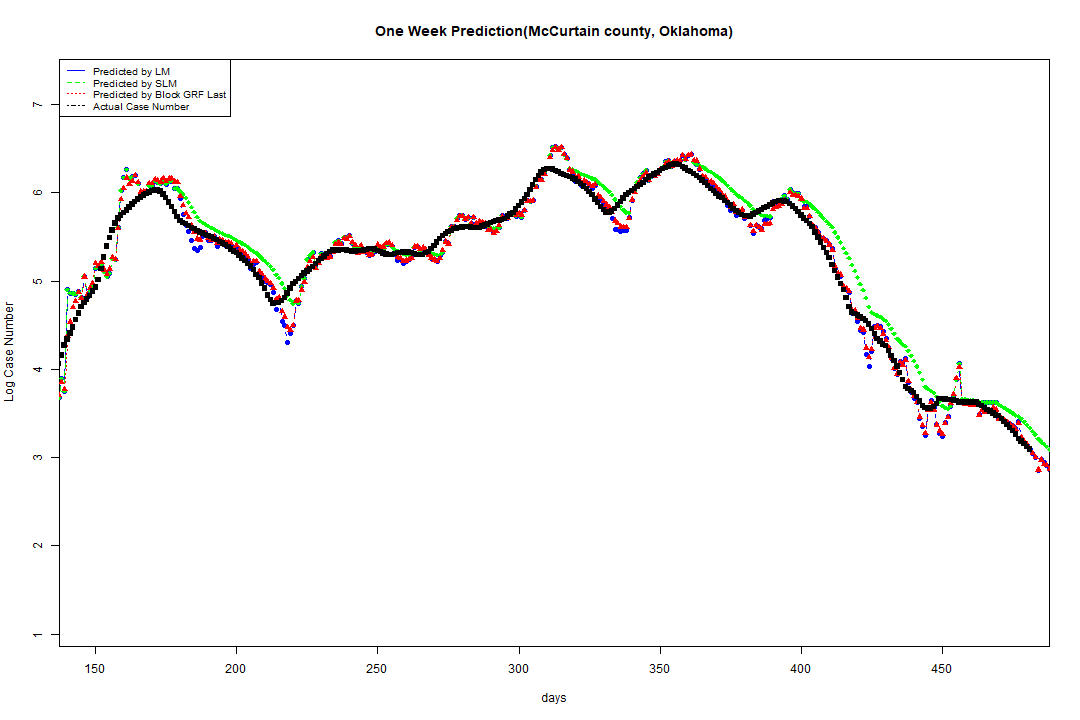 One Week Prediction(McCurtain county, Oklahoma)
Predicted by LM
Predicted by SLM
Predicted by Block GRF Last
Actual Case Number
7
6
5
4
3
2
1
Log Case Number
150 200 250 300 350 400 450
days